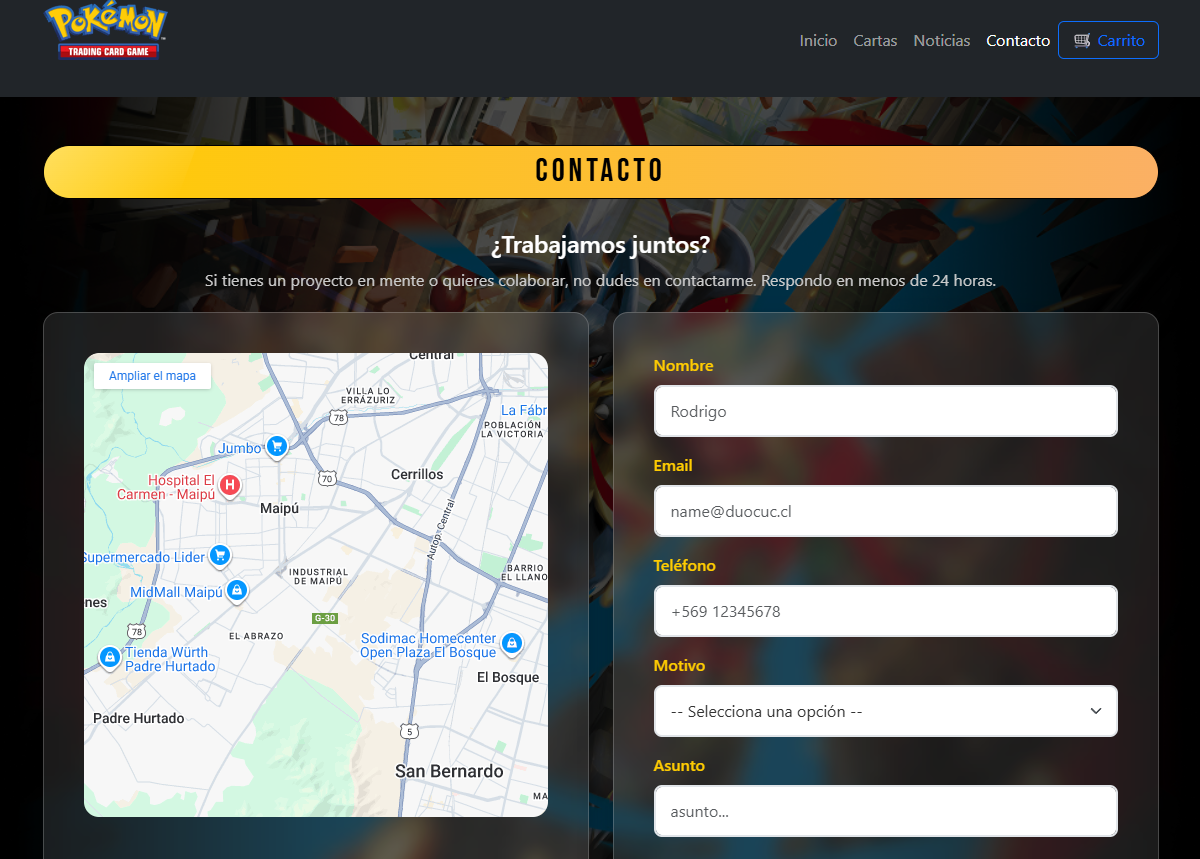 POKéMON
TRADING CARD GAME
Inicio
Cartas
Noticias
Contacto
Carrito
CONTACTO
¿Trabajamos juntos?
Si tienes un proyecto en mente o quieres colaborar, no dudes en contactarme. Respondo en menos de 24 horas.
Ampliar el mapa
Central
VILLA LO
ERRÁZURIZ
78
La Fábr
POBLACIÓN
LA VICTORIA
Jumbo
70
Cerrillos
Hospital El
Carmen - Maipú
H
Maipú
Autop. Central
Supermercado Lider
INDUSTRIAL
DE MAIPÚ
BARRIO
EL LLANO
MidMall Maipú
nes
G-30
78
EL ABRAZO
Sodimac Homecenter
Open Plaza El Bosque
Tienda Würth
Padre Hurtado
El Bosque
Padre Hurtado
5
San Bernardo
MA
Nombre
Rodrigo
Email
name@duocuc.cl
Teléfono
+569 12345678
Motivo
-- Selecciona una opción --
Asunto
asunto...